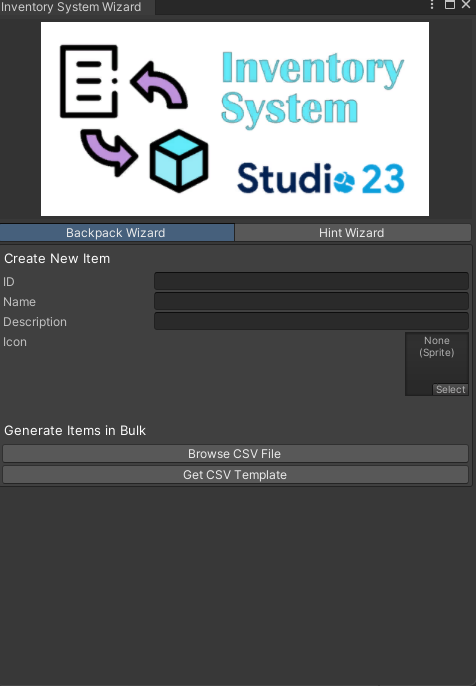 Inventory System Wizard
Inventory
System
Studio 23
Backpack Wizard
Hint Wizard
Create New Item
ID
Name
Description
Icon
None
(Sprite)
Select
Generate Items in Bulk
Browse CSV File
Get CSV Template